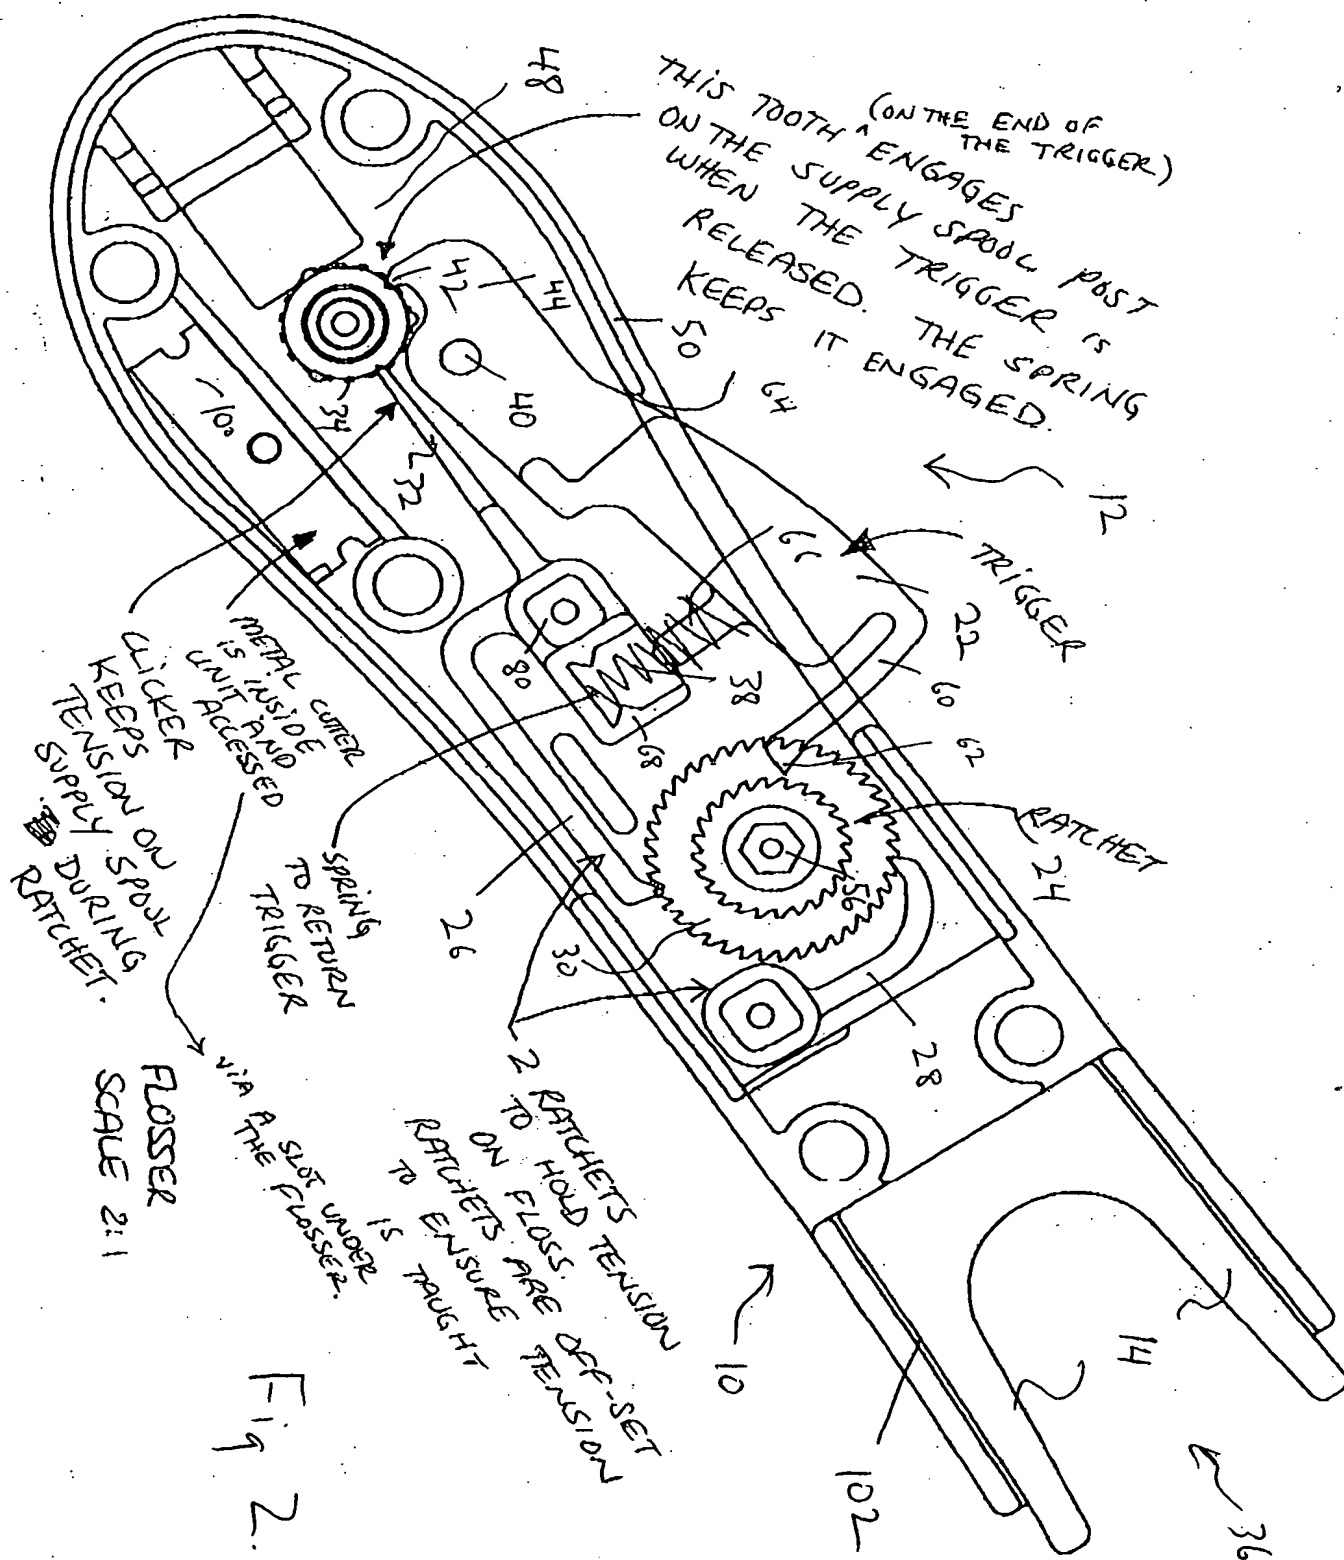 48
THIS TOOTH ^ ENGAGES
(ON THE END OF
THE TRIGGER)
ON THE SUPPLY SPOOL POST
WHEN THE TRIGGER IS
RELEASED. THE SPRING
KEEPS IT ENGAGED.
42
44
50
64
40
34
232
100
12
TRIGGER
22
61
60
38
62
80
68
RATCHET
24
56
26
30
28
METAL CUTTER
IS INSIDE
UNIT AND
ACCESSED
VIA A SLOT UNDER
THE FLOSSER.
CLICKER
KEEPS
TENSION ON
SUPPLY SPOOL
DURING
RATCHET.
SPRING
TO RETURN
TRIGGER
2 RATCHETS
TO HOLD TENSION
ON FLOSS.
RATCHETS ARE OFF-SET
TO ENSURE TENSION
IS TAUGHT
FLOSSER
SCALE 2:1
10
14
102
36
Fig 2.